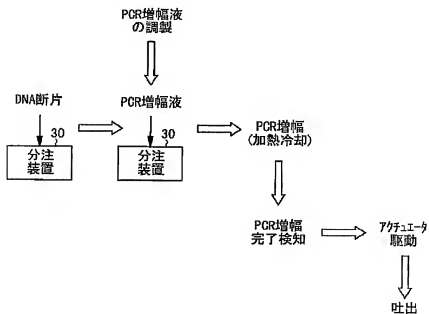 PCR増幅液
の調製
DNA断片
PCR増幅液
30
分注
装置
30
分注
装置
PCR増幅
(加熱冷却)
PCR増幅
完了検知
アクチュエータ
駆動
吐出